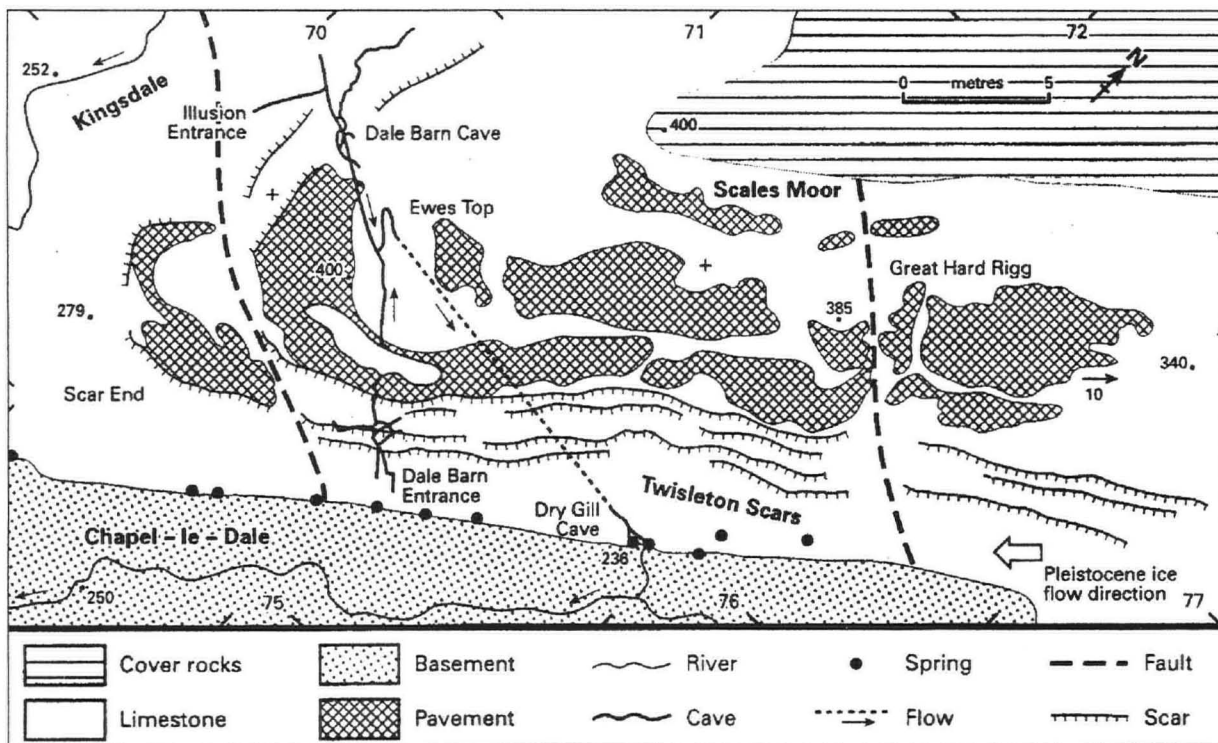 70
71
72
N
0 metres 5
252
Kingsdale
Illusion
Entrance
Dale Barn Cave
400
Scales Moor
Ewes Top
Great Hard Rigg
400
385
279
340
10
Scar End
Dale Barn
Entrance
Twisleton Scars
Dry Gill
Cave
Chapel – le – Dale
236
Pleistocene ice
flow direction
250
75
76
77
Cover rocks
Basement
River
Spring
Fault
Limestone
Pavement
Cave
Flow
Scar